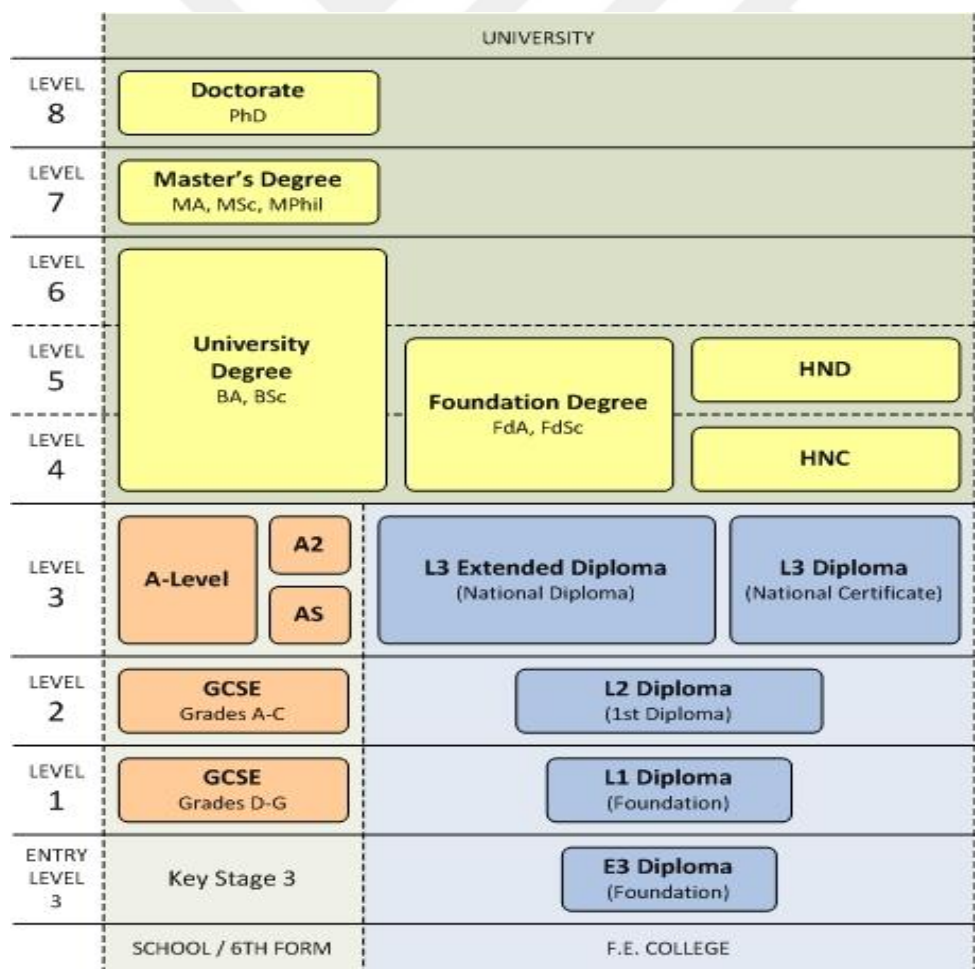 UNIVERSITY
LEVEL
8
Doctorate
PhD
LEVEL
7
Master's Degree
MA, MSc, MPhil
LEVEL
6
LEVEL
5
LEVEL
4
University
Degree
BA, BSc
Foundation Degree
FdA, FdSc
HND
HNC
LEVEL
3
A-Level
A2
AS
L3 Extended Diploma
(National Diploma)
L3 Diploma
(National Certificate)
LEVEL
2
GCSE
Grades A-C
L2 Diploma
(1st Diploma)
LEVEL
1
GCSE
Grades D-G
L1 Diploma
(Foundation)
ENTRY
LEVEL
3
Key Stage 3
E3 Diploma
(Foundation)
SCHOOL / 6TH FORM
F.E. COLLEGE